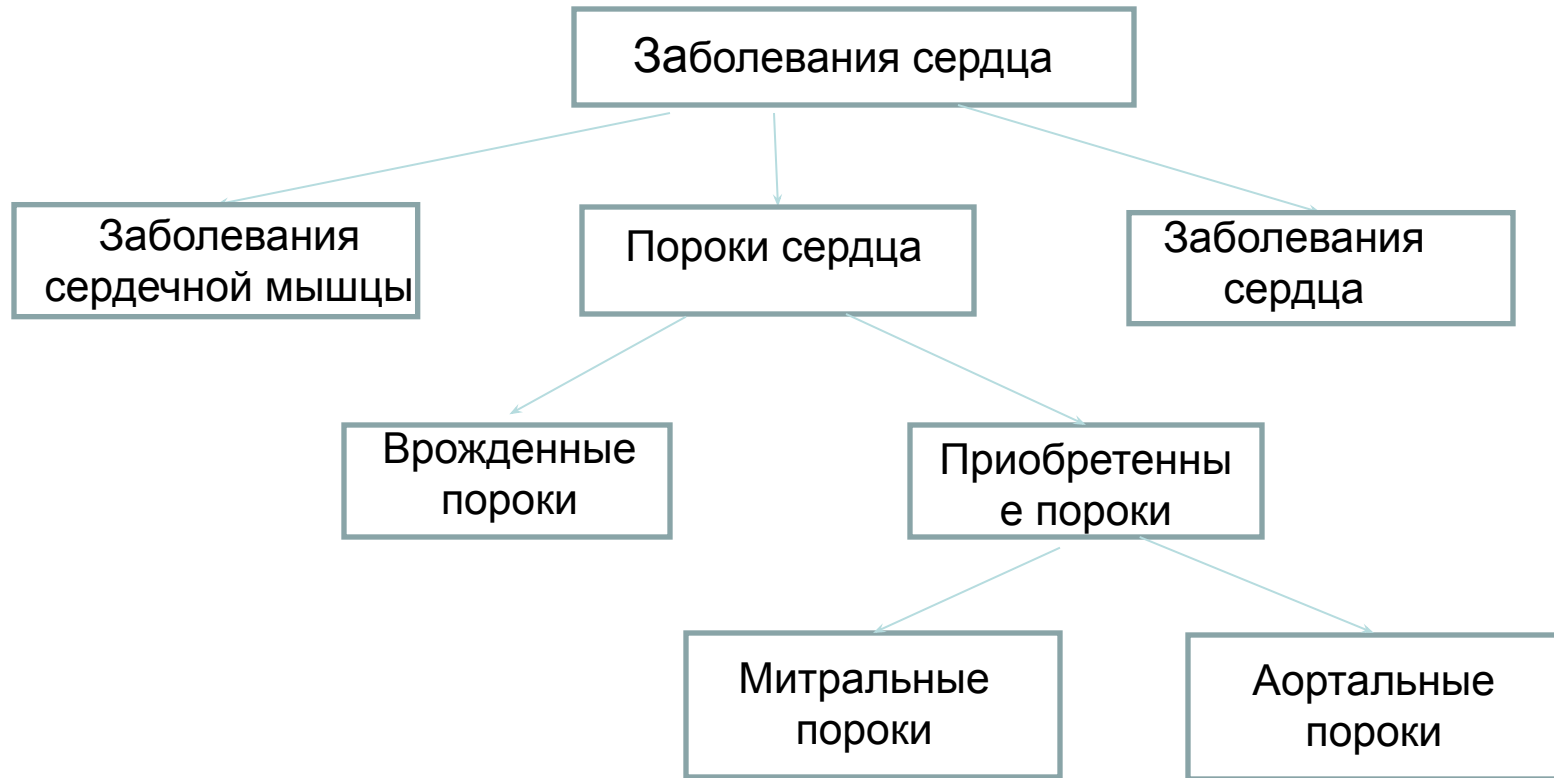 Заболевания сердца
Заболевания
сердечной мышцы
Пороки сердца
Заболевания
сердца
Врожденные
пороки
Приобретенны
е пороки
Митральные
пороки
Аортальные
пороки